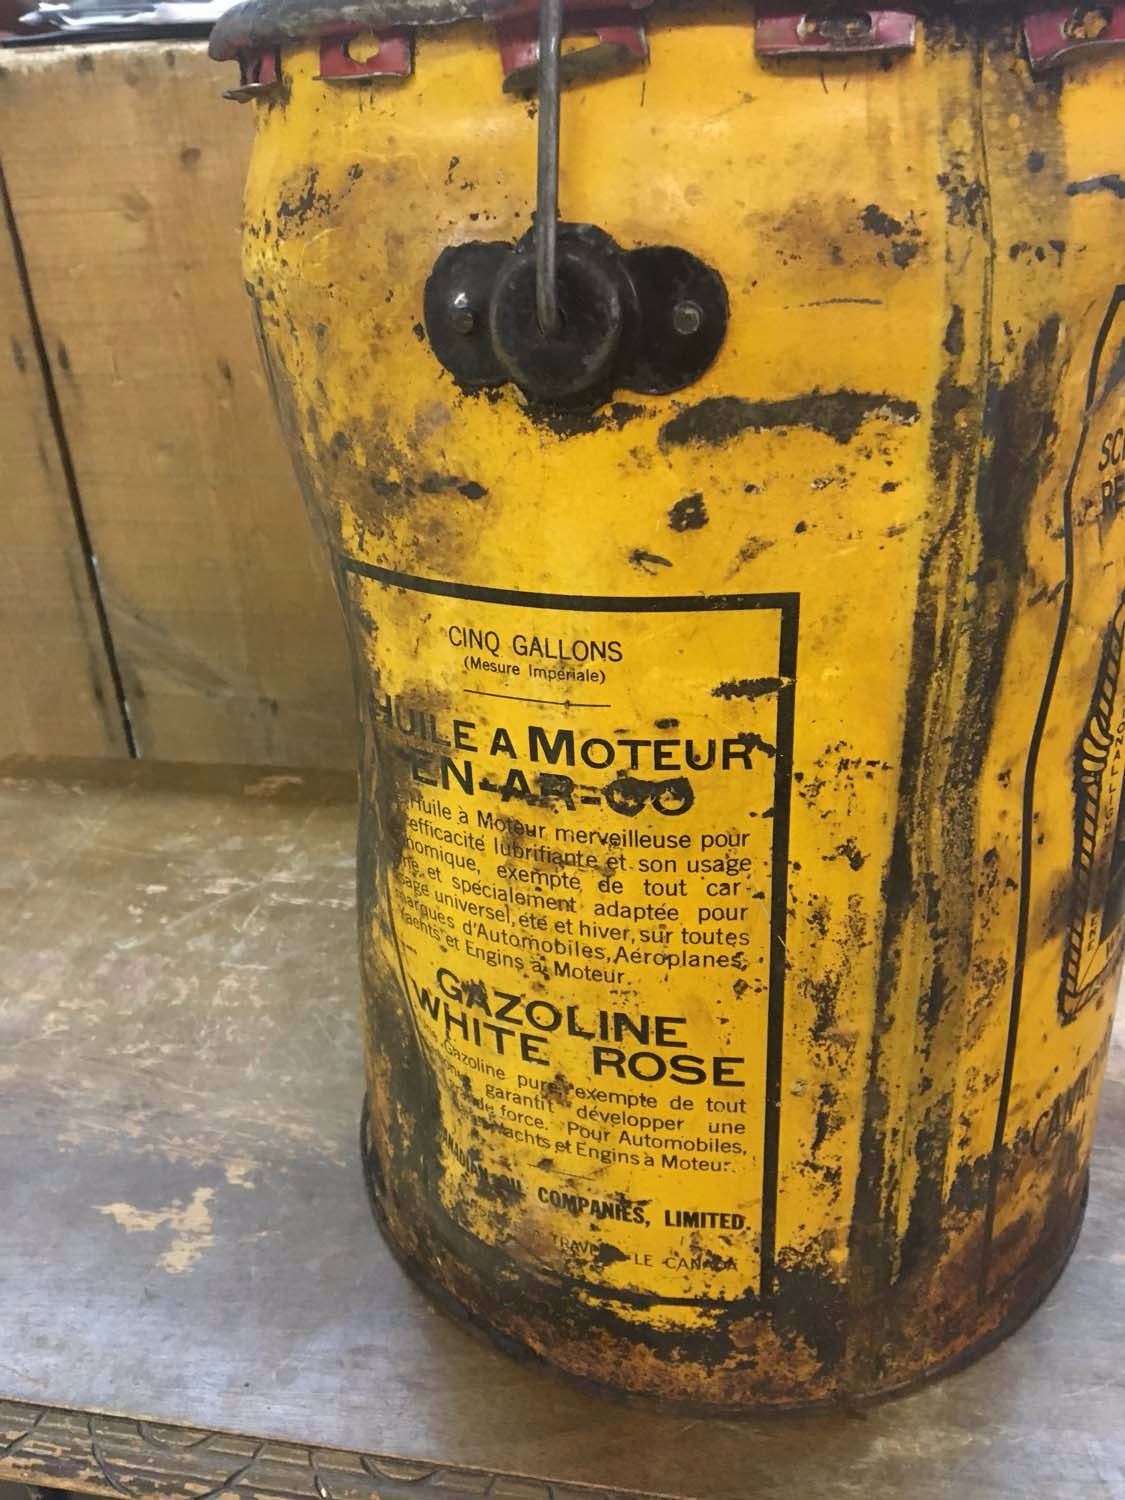 CINQ GALLONS
(Mesure Impériale)
HUILE A MOTEUR
EN-AR-CO
Huile à Moteur merveilleuse pour
efficacité lubrifiante et son usage
exempte de tout car-
et spécialement adaptée pour
universel, été et hiver, sur toutes
marques d'Automobiles, Aéroplanes,
Yachts et Engins à Moteur.
GAZOLINE
WHITE ROSE
Gazoline pure exempte de tout
garantit développer une
de force. Pour Automobiles,
Yachts et Engins à Moteur.
CANADIAN OIL COMPANIES, LIMITED.
LE CANADA